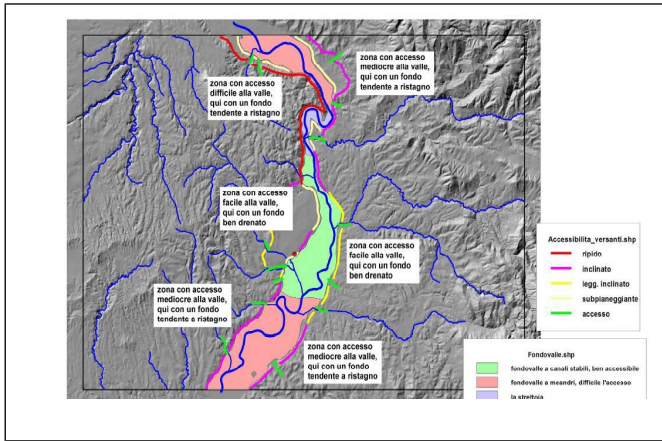 zona con accesso
mediocre alla valle,
qui con un fondo
tendente a ristagno
zona con accesso
difficile alla valle,
qui con un fondo
tendente a ristagno
zona con accesso
facile alla valle,
qui con un fondo
ben drenato
zona con accesso
facile alla valle,
qui con un fondo
ben drenato
zona con accesso
mediocre alla valle,
qui con un fondo
tendente a ristagno
zona con accesso
mediocre alla valle,
qui con un fondo
tendente a ristagno
Accessibilita_versanti.shp
ripido
inclinato
legg. inclinato
subpianeggiante
accesso
Fondovalle.shp
fondovalle a canali stabili, ben accessibile
fondovalle a meandri, difficile l'accesso
la strettoia